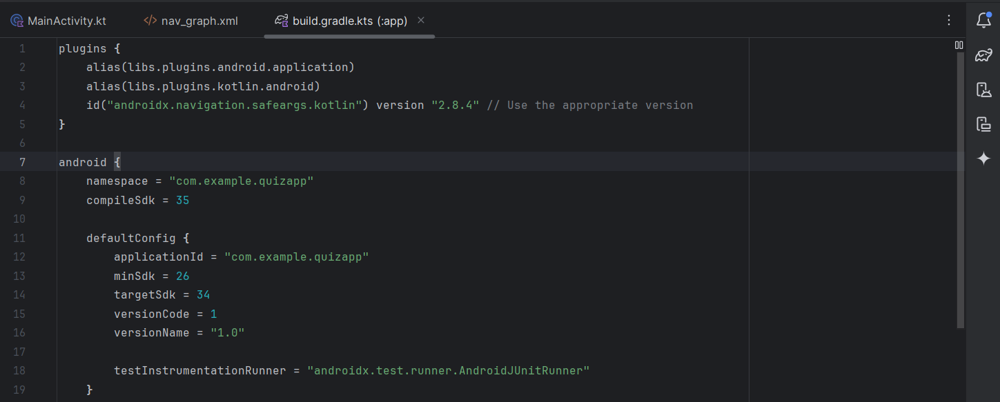 MainActivity.kt
</> nav_graph.xml
build.gradle.kts (:app)
1 plugins {
2     alias(libs.plugins.android.application)
3     alias(libs.plugins.kotlin.android)
4     id("androidx.navigation.safeargs.kotlin") version "2.8.4" // Use the appropriate version
5 }
6
7 android {
8     namespace = "com.example.quizapp"
9     compileSdk = 35
10
11     defaultConfig {
12         applicationId = "com.example.quizapp"
13         minSdk = 26
14         targetSdk = 34
15         versionCode = 1
16         versionName = "1.0"
17
18         testInstrumentationRunner = "androidx.test.runner.AndroidJUnitRunner"
19     }